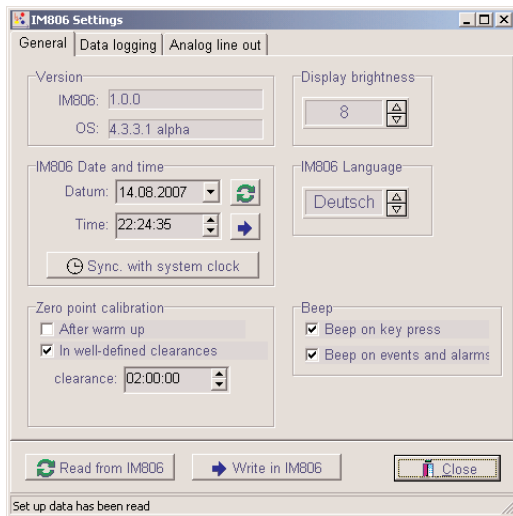 IM806 Settings
General Data logging Analog line out
Version
IM806: 1.0.0
OS: 4.3.3.1 alpha
Display brightness
8
IM806 Date and time
Datum: 14.08.2007
Time: 22:24:35
Sync. with system clock
IM806 Language
Deutsch
Zero point calibration
After warm up
In well-defined clearances
clearance: 02:00:00
Beep
Beep on key press
Beep on events and alarms
Read from IM806 Write in IM806 Close
Set up data has been read